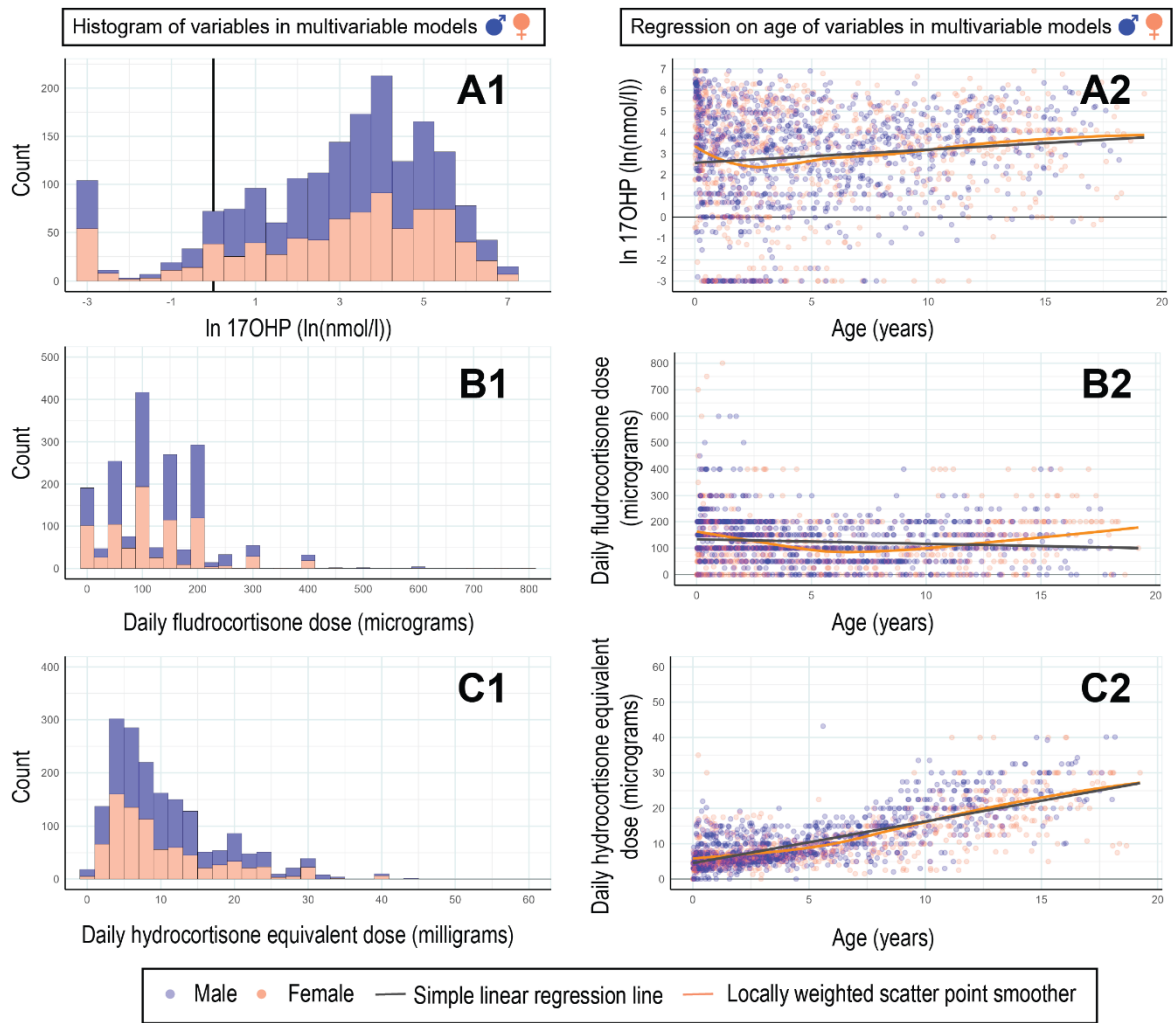 Histogram of variables in multivariable models
Regression on age of variables in multivariable models
A1
200
150
100
50
0
Count
-3 -1 1 3 5 7
ln 17OHP (ln(nmol/l))
A2
7
6
5
4
3
2
1
0
-1
-2
-3
ln 17OHP (ln(nmol/l))
0 5 10 15 20
Age (years)
B1
500
400
300
200
100
0
Count
0 100 200 300 400 500 600 700 800
Daily fludrocortisone dose (micrograms)
B2
800
700
600
500
400
300
200
100
0
Daily fludrocortisone dose
(micrograms)
0 5 10 15 20
Age (years)
C1
400
300
200
100
0
Count
0 10 20 30 40 50 60
Daily hydrocortisone equivalent dose (milligrams)
C2
60
50
40
30
20
10
0
Daily hydrocortisone equivalent
dose (micrograms)
0 5 10 15 20
Age (years)
Male Female Simple linear regression line Locally weighted scatter point smoother